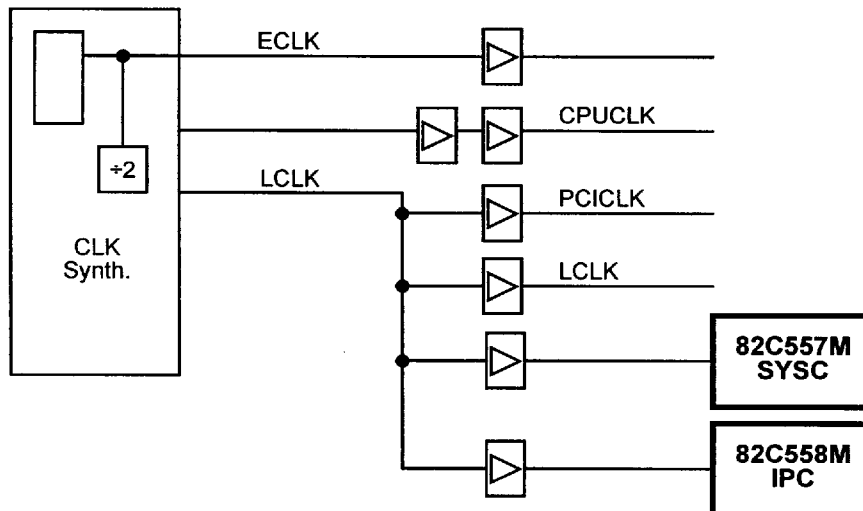 ECLK
CPUCLK
÷2
LCLK
PCICLK
CLK
Synth.
LCLK
82C557M
SYSC
82C558M
IPC